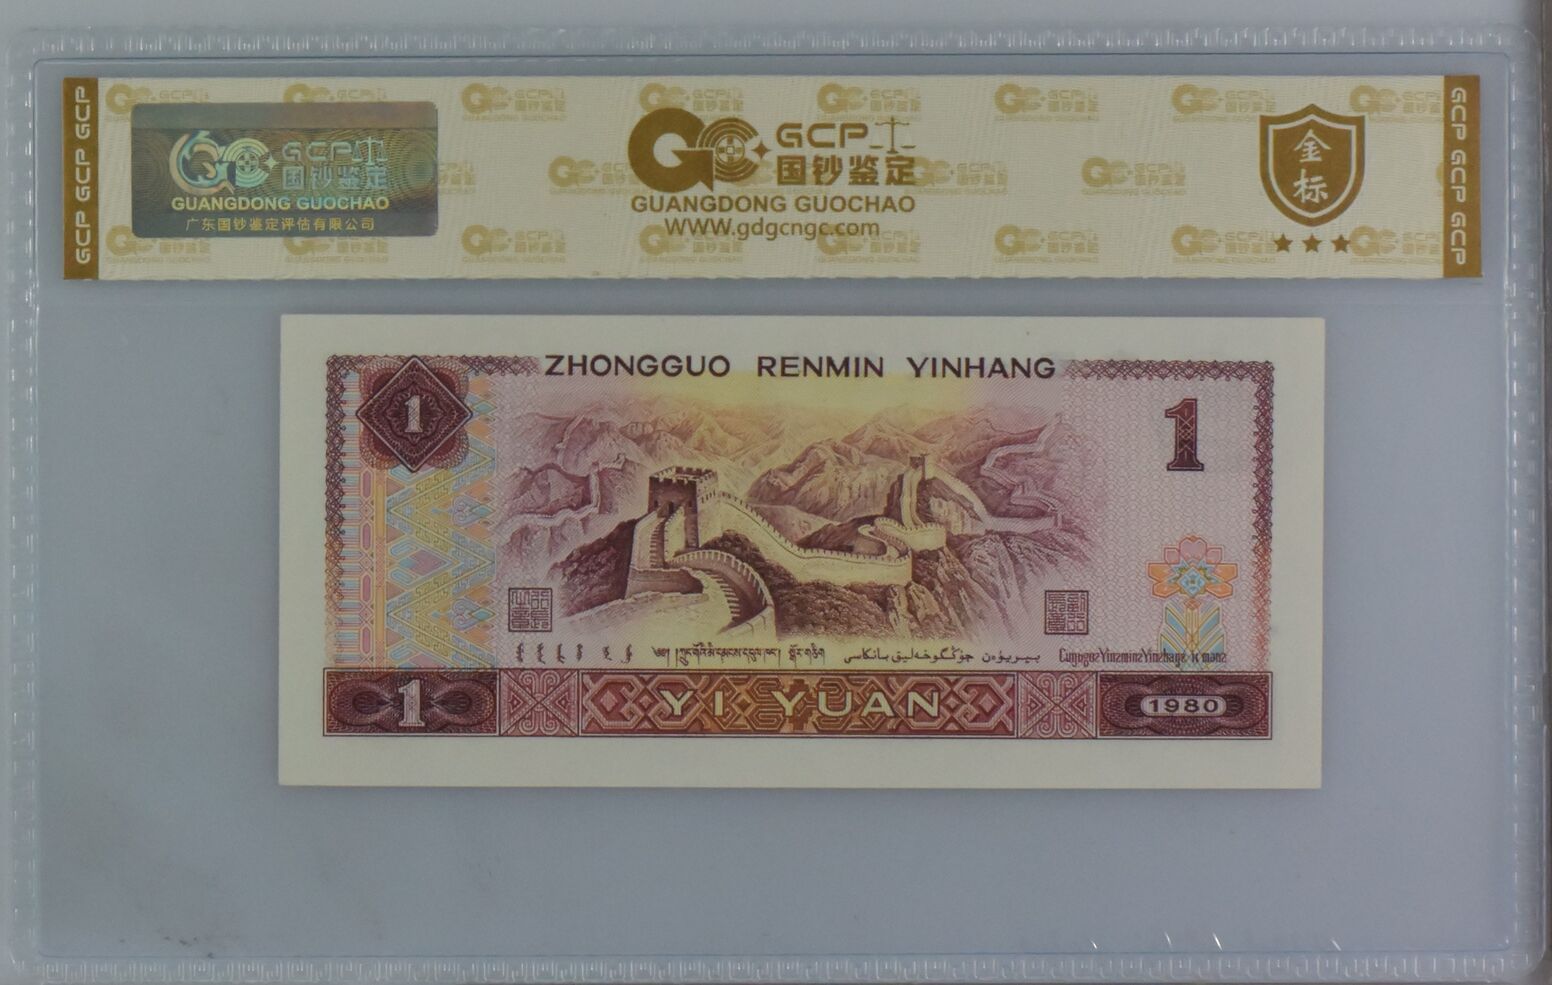 GCP GCP GCP
GCP
国钞鉴定
GUANGDONG GUOCHAO
广东国钞鉴定评估有限公司
GCP
国钞鉴定
GUANGDONG GUOCHAO
WWW.gdgcngc.com
金标
GCP GCP GCP
ZHONGGUO RENMIN YINHANG
1
1
YI YUAN
1
1980